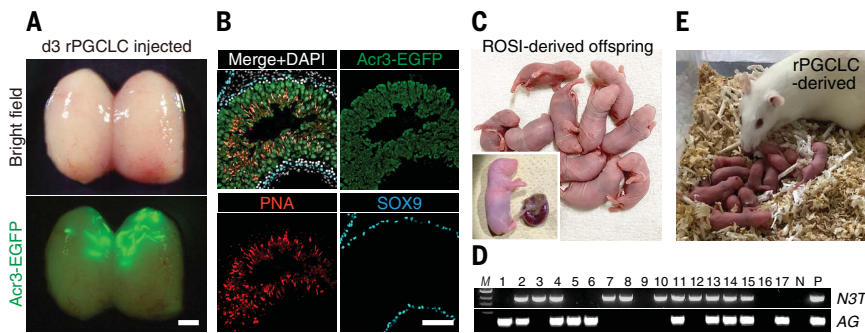 A
d3 rPGCLC injected
Bright field
Acr3-EGFP
B
Merge+DAPI
Acr3-EGFP
PNA
SOX9
C
ROSI-derived offspring
E
rPGCLC
-derived
D
M 1 2 3 4 5 6 7 8 9 10 11 12 13 14 15 16 17 N P
N3T
AG